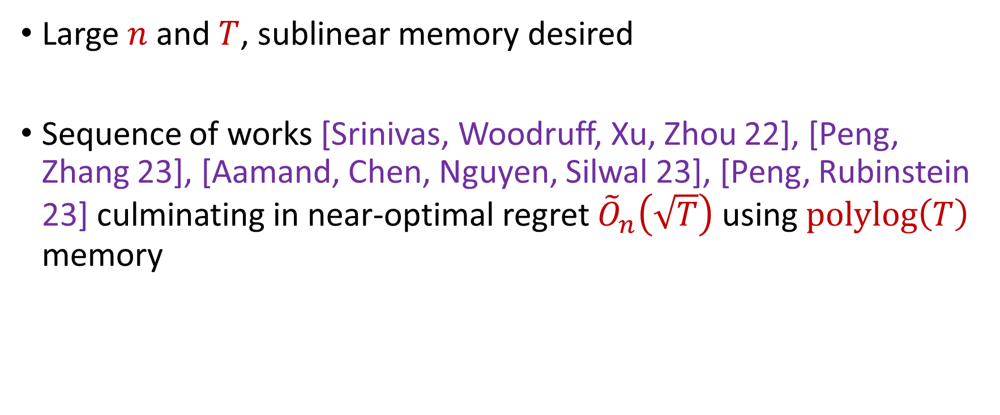 • Large n and T, sublinear memory desired
• Sequence of works [Srinivas, Woodruff, Xu, Zhou 22], [Peng,
Zhang 23], [Aamand, Chen, Nguyen, Silwal 23], [Peng, Rubinstein
23] culminating in near-optimal regret Õₙ(√T) using polylog(T)
memory